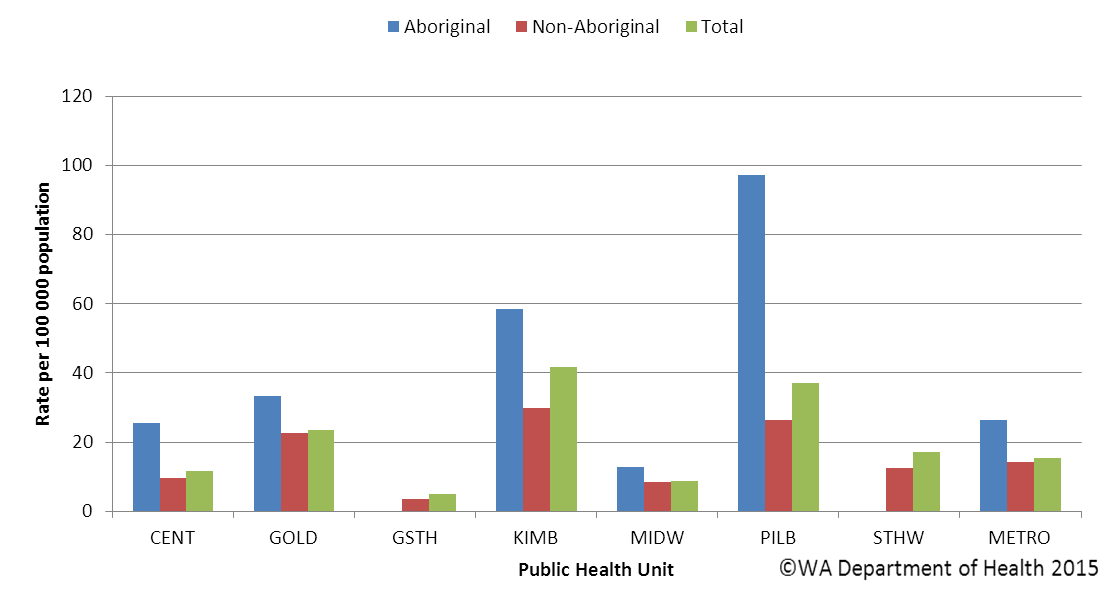 Aboriginal Non-Aboriginal Total
120
100
80
60
40
20
0
Rate per 100 000 population
CENT GOLD GSTH KIMB MIDW PILB STHW METRO
Public Health Unit
©WA Department of Health 2015